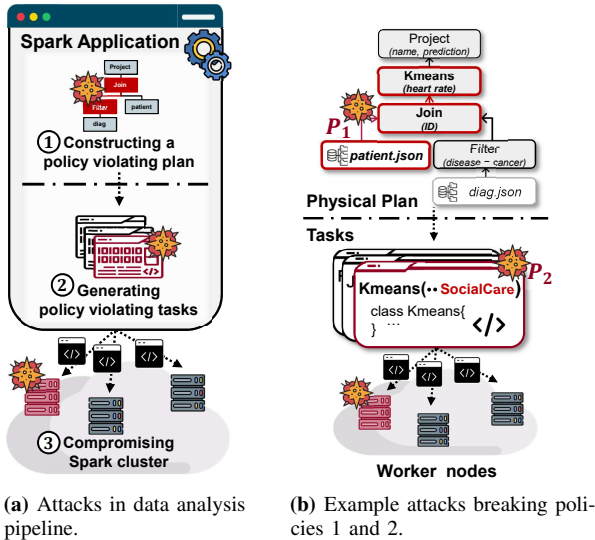 Spark Application
Project
Join
Filter
patient
diag
① Constructing a
policy violating plan
② Generating
policy violating tasks
</>
</>
</>
</>
③ Compromising
Spark cluster
(a) Attacks in data analysis
pipeline.
Project
(name, prediction)
Kmeans
(heart rate)
P1
Join
(ID)
patient.json
Filter
(disease – cancer)
diag.json
Physical Plan
Tasks
P2
Kmeans(•• SocialCare)
class Kmeans{
...
}
</>
</>
</>
</>
Worker nodes
(b) Example attacks breaking poli-
cies 1 and 2.